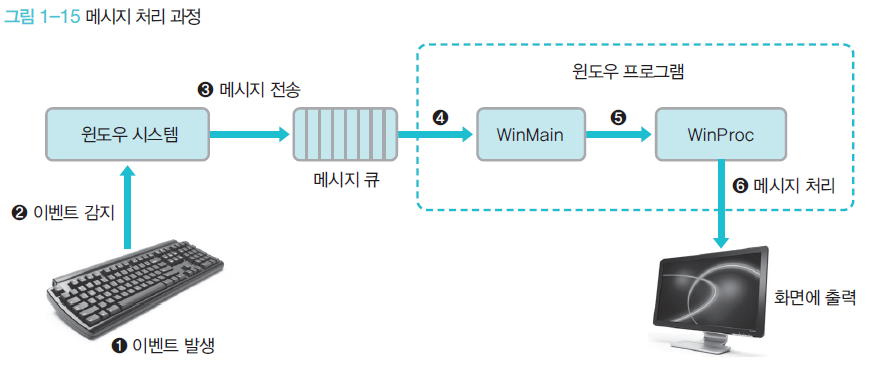 그림 1-15 메시지 처리 과정
윈도우 프로그램
❸ 메시지 전송
❹
❺
윈도우 시스템
WinMain
WinProc
메시지 큐
❻ 메시지 처리
❷ 이벤트 감지
화면에 출력
❶ 이벤트 발생